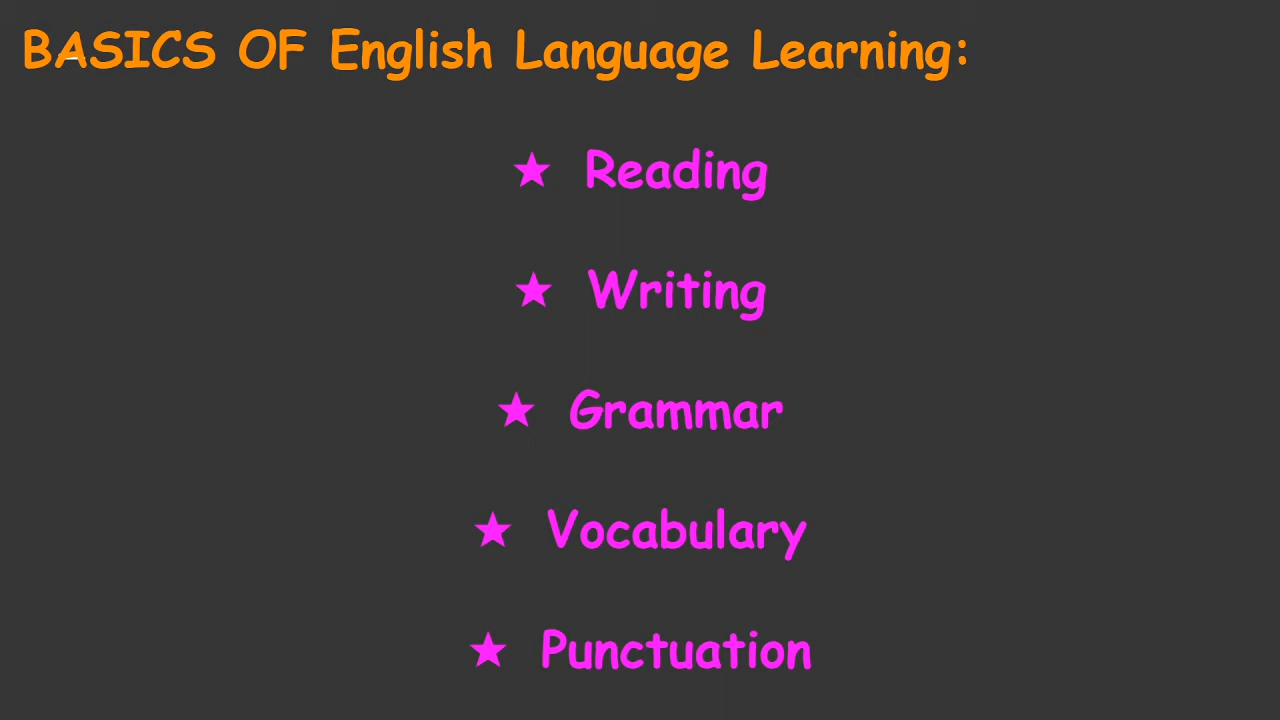 BASICS OF English Language Learning:
★ Reading
★ Writing
★ Grammar
★ Vocabulary
★ Punctuation